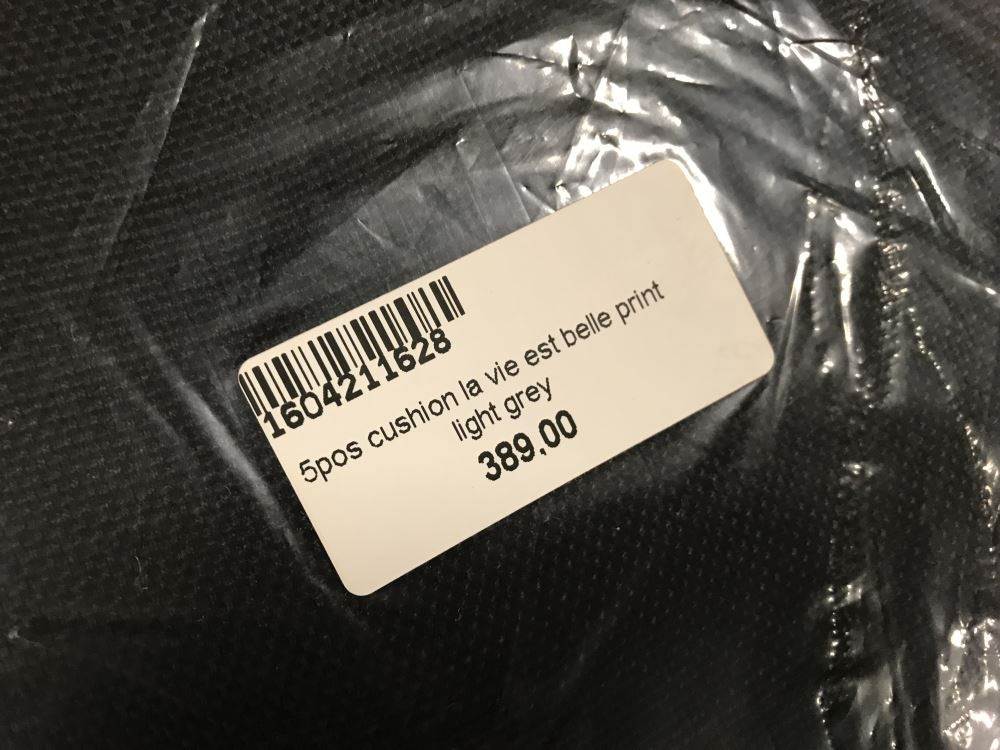 1604211628
5pos cushion la vie est belle print
light grey
389.00